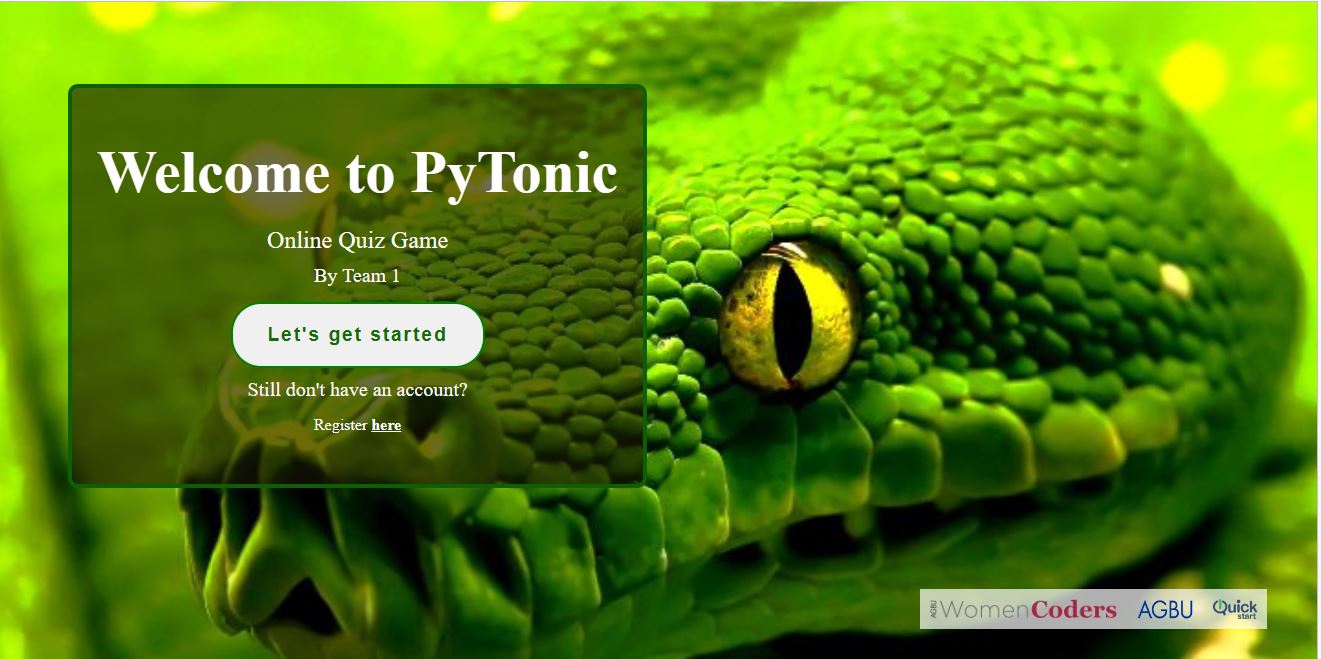 Welcome to PyTonic
Online Quiz Game
By Team 1
Let's get started
Still don't have an account?
Register here
AGBU WomenCoders AGBU Quick start